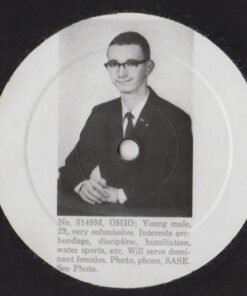 No. 3149M, OHIO: Young male,
23, very submissive. Interests are:
bondage, discipline, humiliation,
water sports, etc. Will serve domi-
nant females. Photo, phone, SASE.
See Photo.